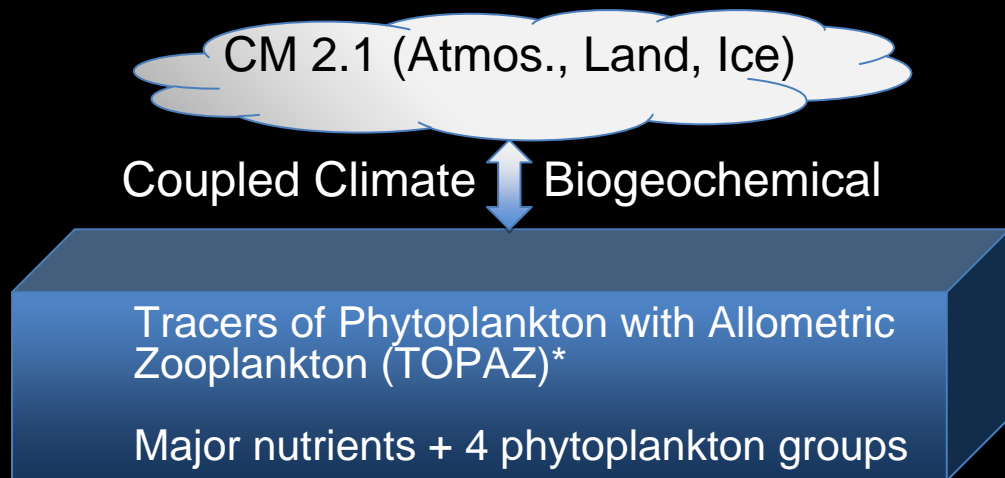 CM 2.1 (Atmos., Land, Ice)
Coupled Climate Biogeochemical
Tracers of Phytoplankton with Allometric
Zooplankton (TOPAZ)*
Major nutrients + 4 phytoplankton groups